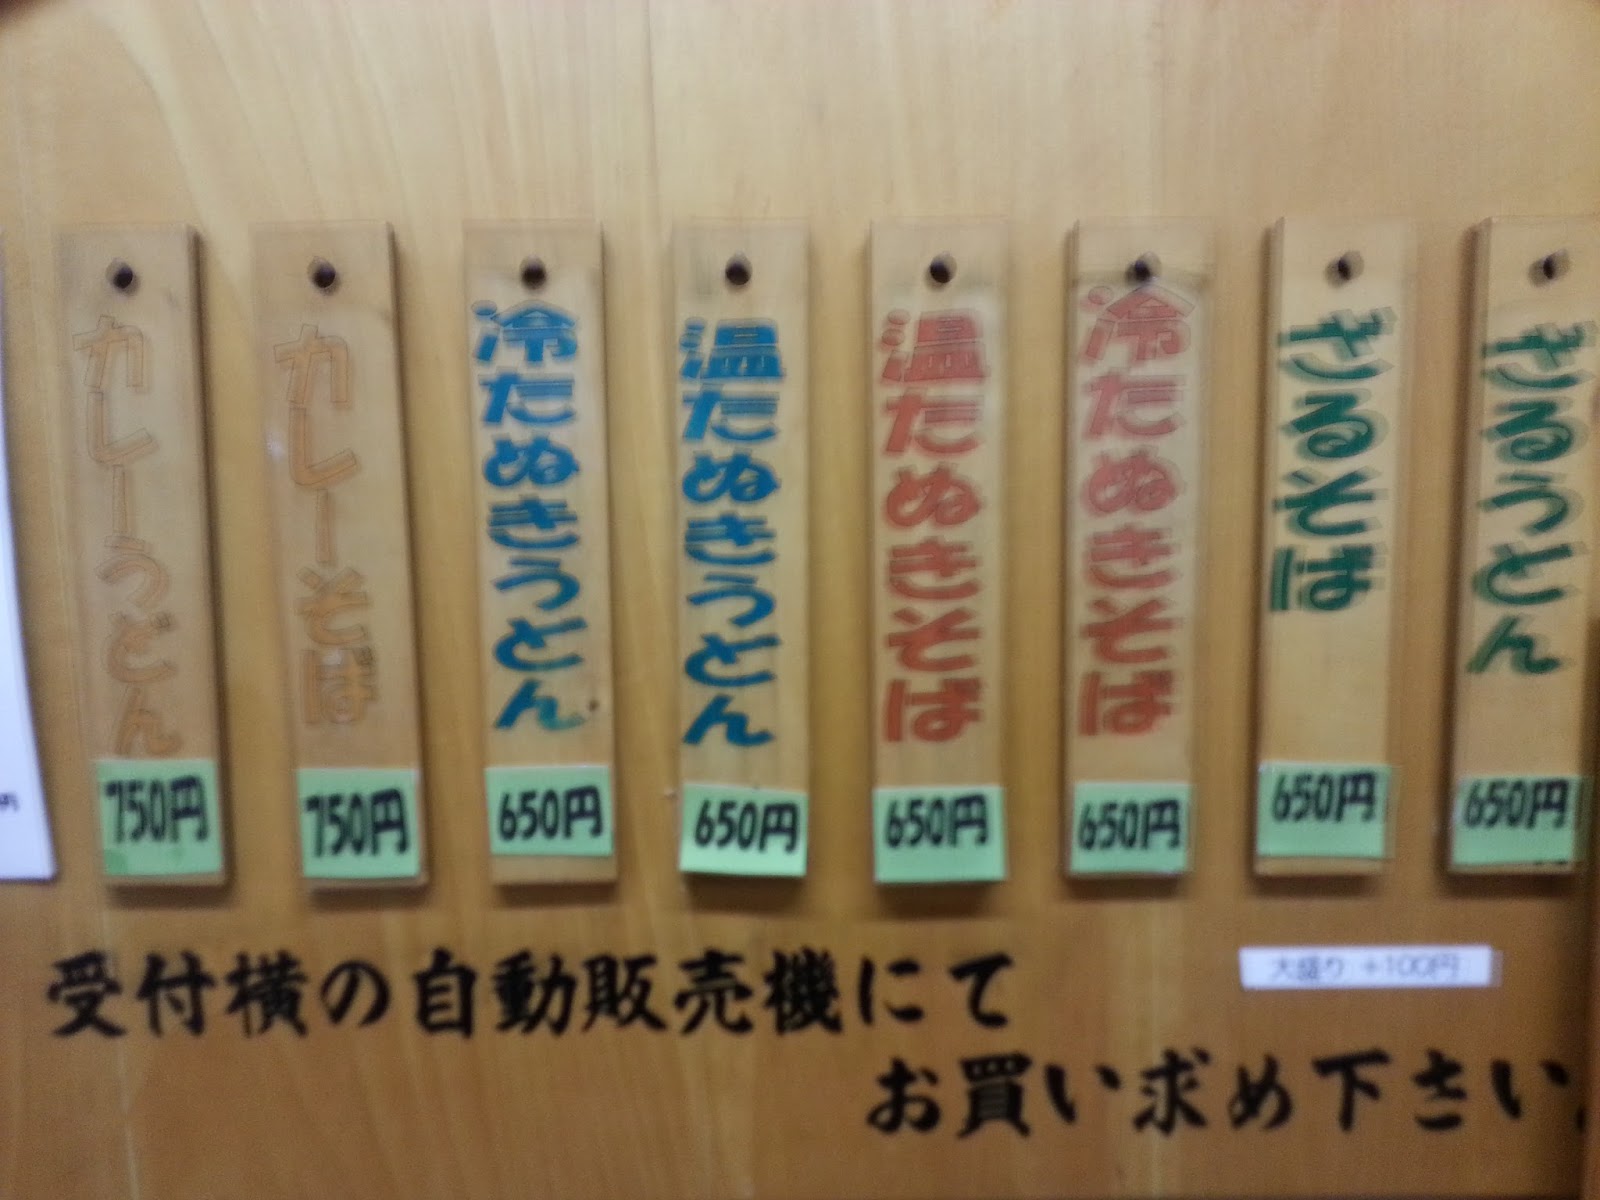 ざるうどん
650円
ざるそば
650円
冷たぬきそば
650円
温たぬきそば
650円
温たぬきうどん
650円
冷たぬきうどん
650円
カレーそば
750円
カレーうどん
750円
円
大盛り +100円
受付横の自動販売機にて
お買い求め下さい。